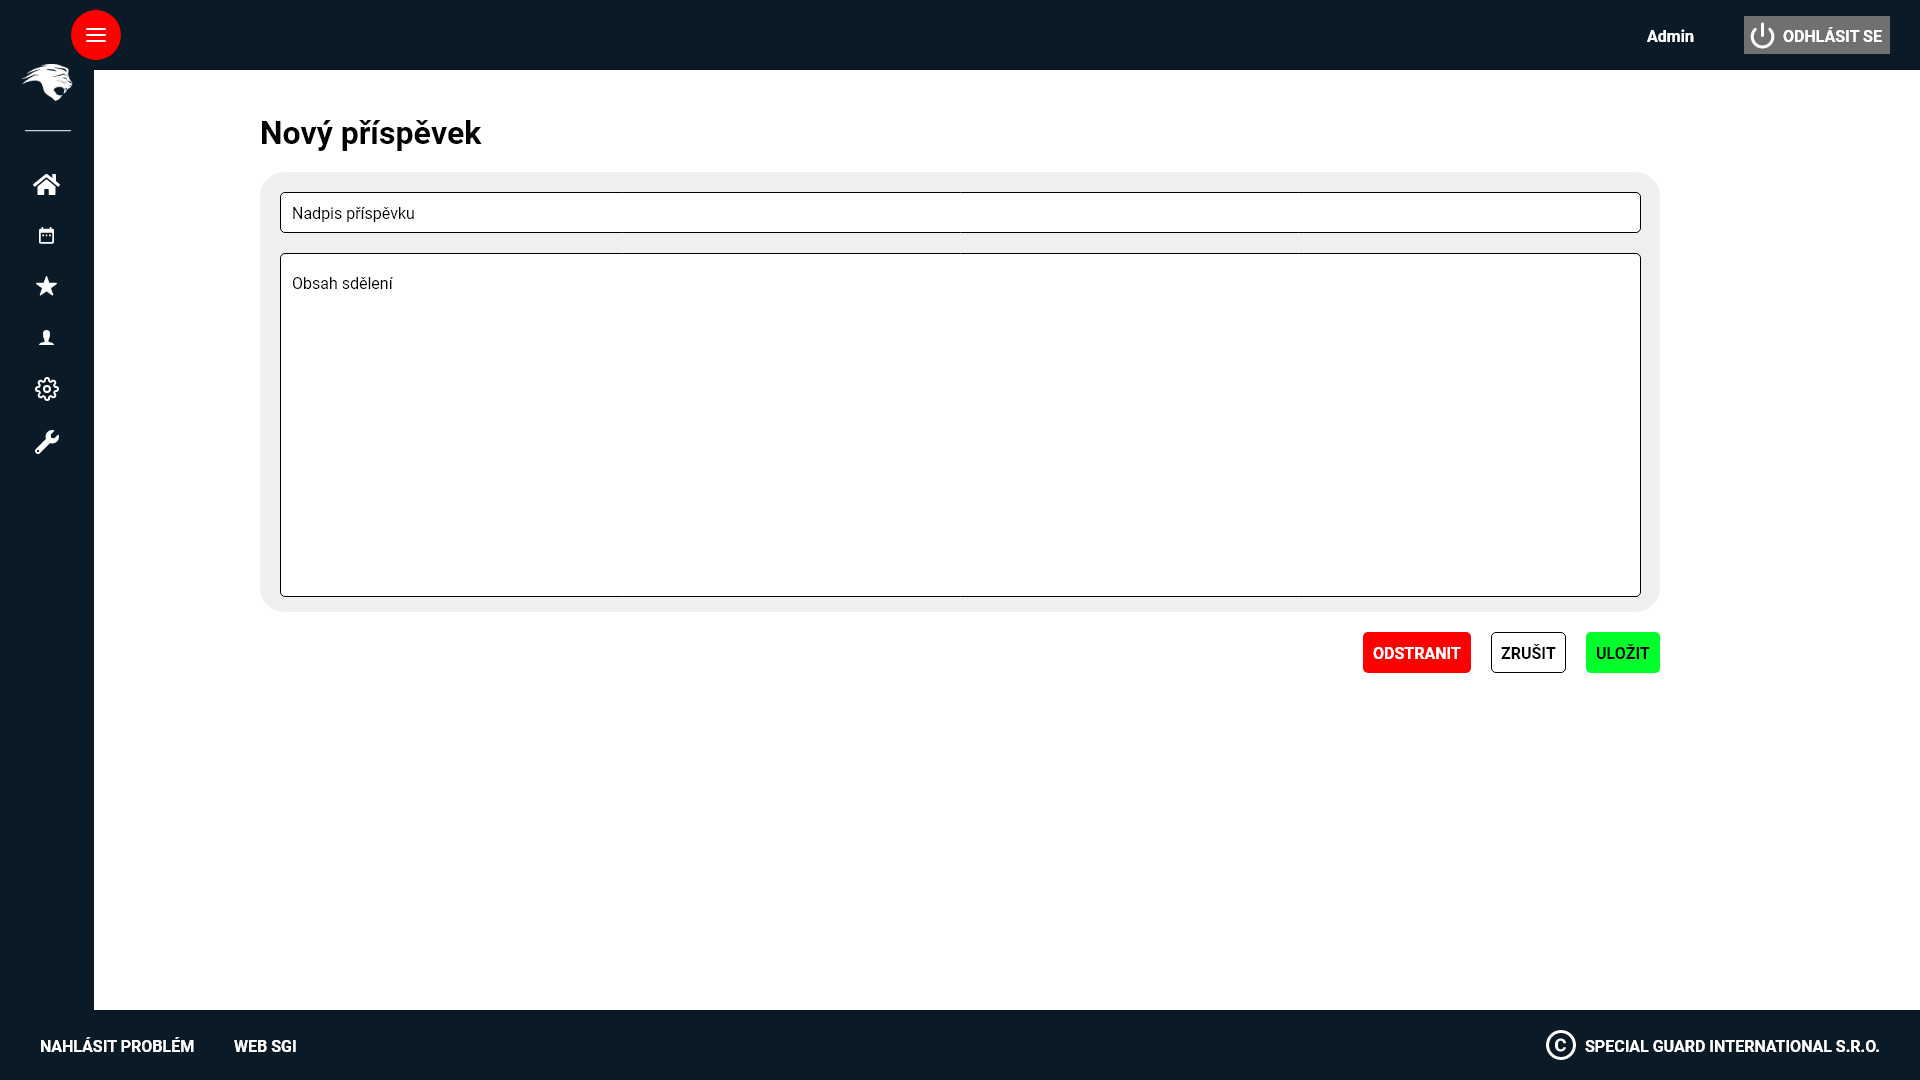 Admin
ODHLÁSIT SE
Nový příspěvek
Nadpis příspěvku
Obsah sdělení
ODSTRANIT
ZRUŠIT
ULOŽIT
NAHLÁSIT PROBLÉM
WEB SGI
© SPECIAL GUARD INTERNATIONAL S.R.O.